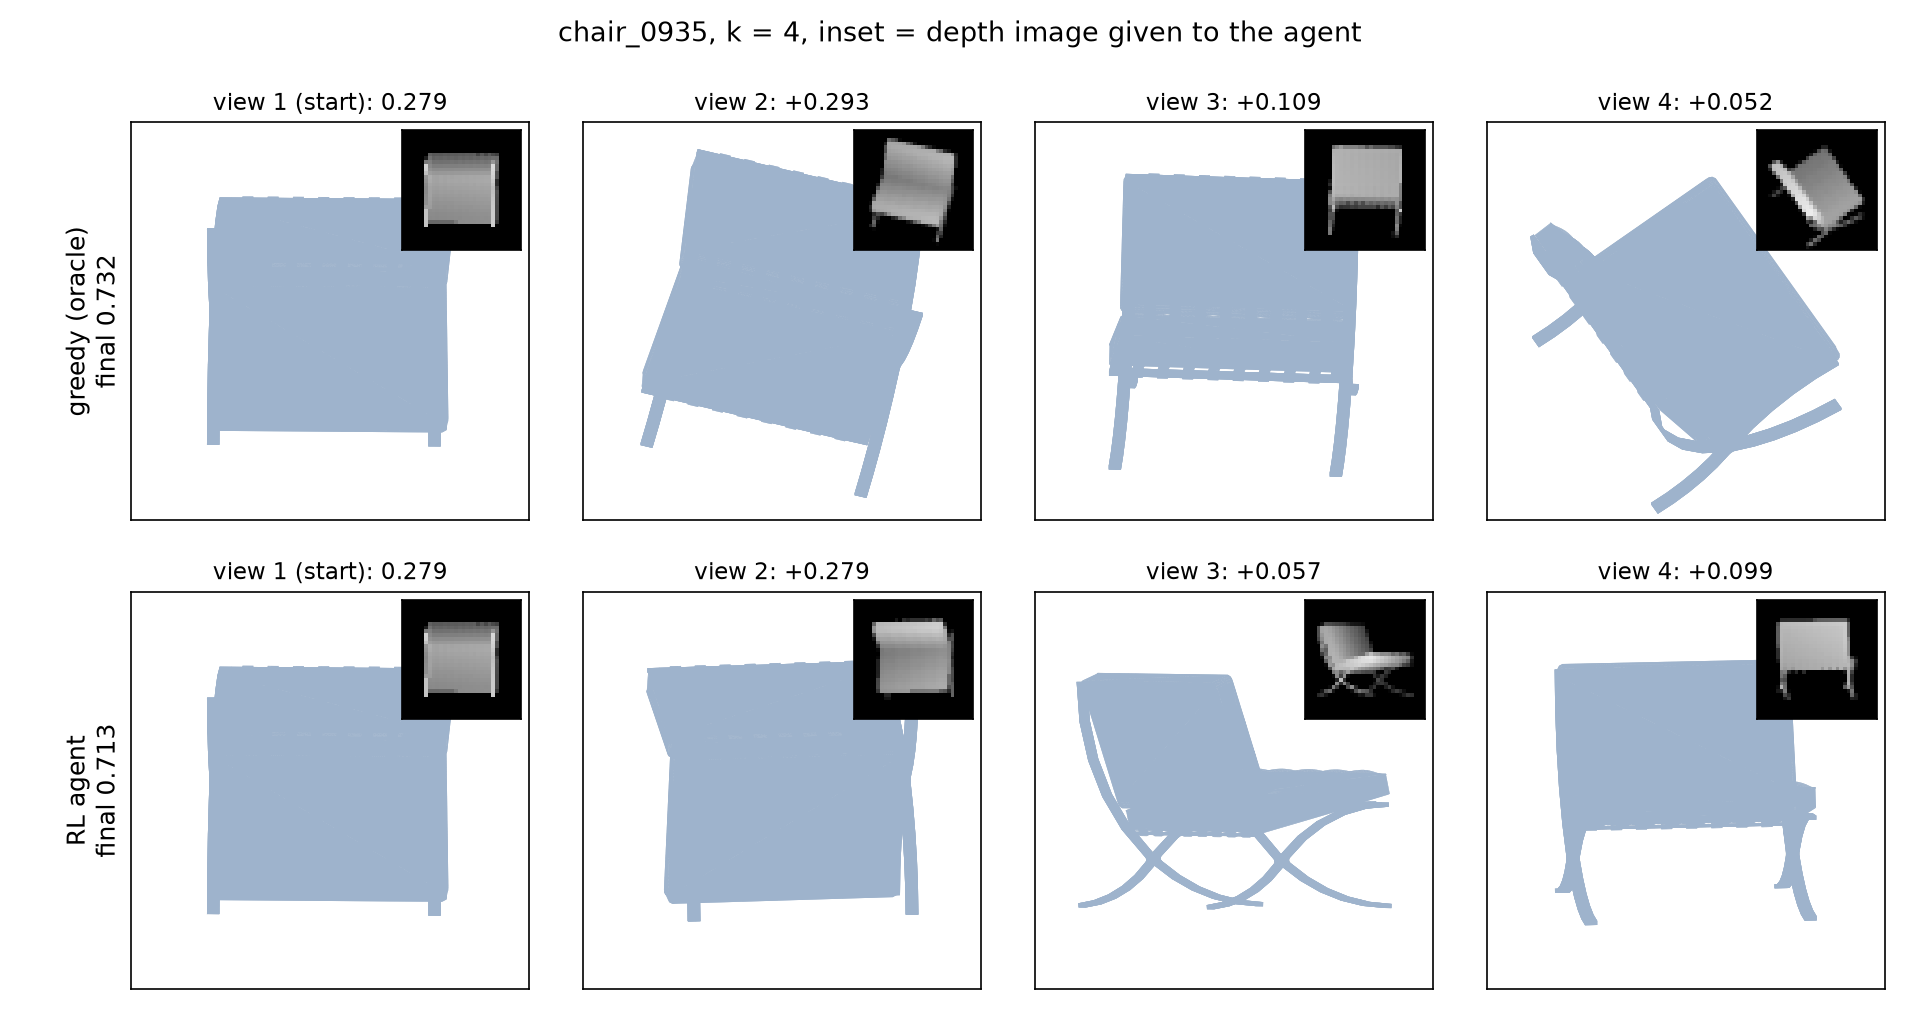 chair_0935, k = 4, inset = depth image given to the agent
greedy (oracle)
final 0.732
view 1 (start): 0.279
view 2: +0.293
view 3: +0.109
view 4: +0.052
RL agent
final 0.713
view 1 (start): 0.279
view 2: +0.279
view 3: +0.057
view 4: +0.099